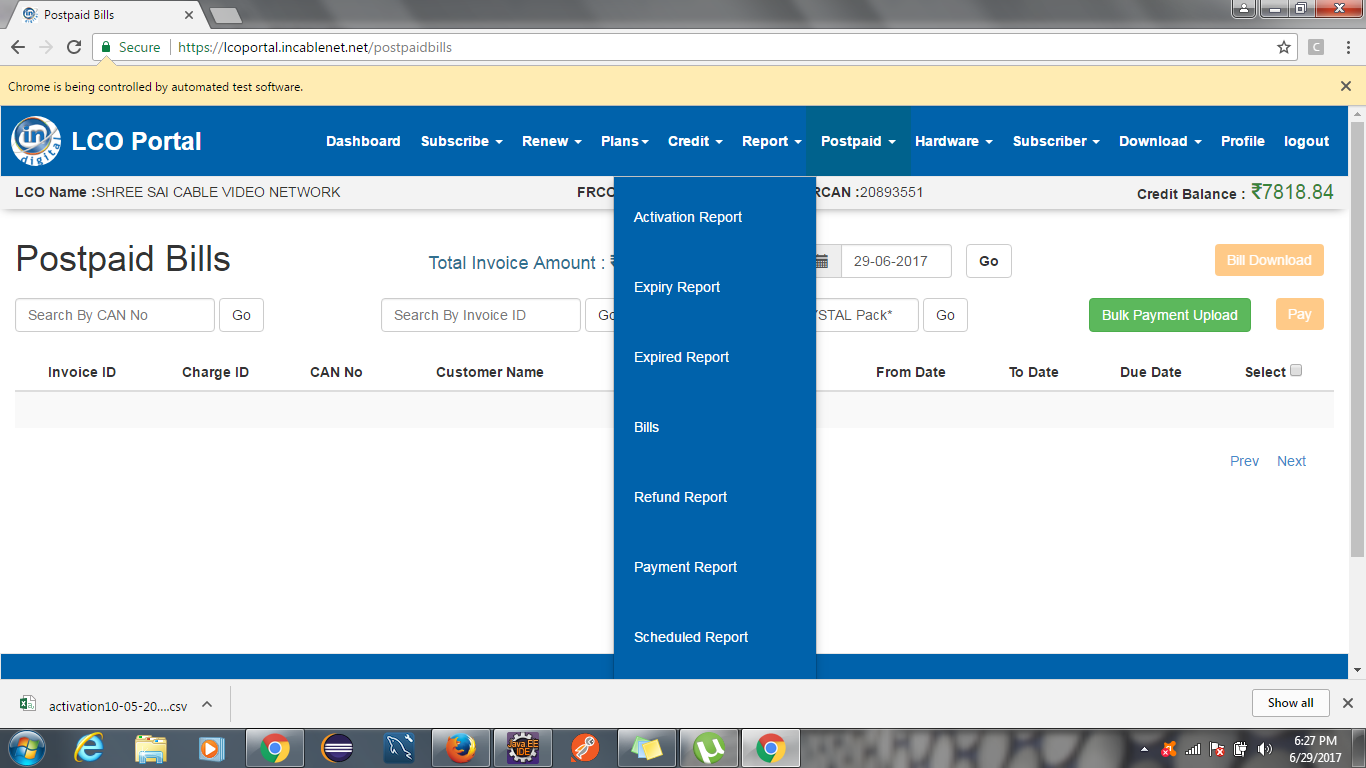 Postpaid Bills
Secure https://lcoportal.incablenet.net/postpaidbills
Chrome is being controlled by automated test software.
in digital LCO Portal Dashboard Subscribe Renew Plans Credit Report Postpaid Hardware Subscriber Download Profile logout
LCO Name :SHREE SAI CABLE VIDEO NETWORK RCAN :20893551 Credit Balance : ₹7818.84
Activation Report
Postpaid Bills Total Invoice Amount : 29-06-2017 Go Bill Download
Expiry Report
Search By CAN No Go Search By Invoice ID Go STAL Pack* Go Bulk Payment Upload Pay
Expired Report
Invoice ID Charge ID CAN No Customer Name From Date To Date Due Date Select
Bills
Prev Next
Refund Report
Payment Report
Scheduled Report
activation10-05-20....csv Show all
Java EE IDE
6:27 PM
6/29/2017